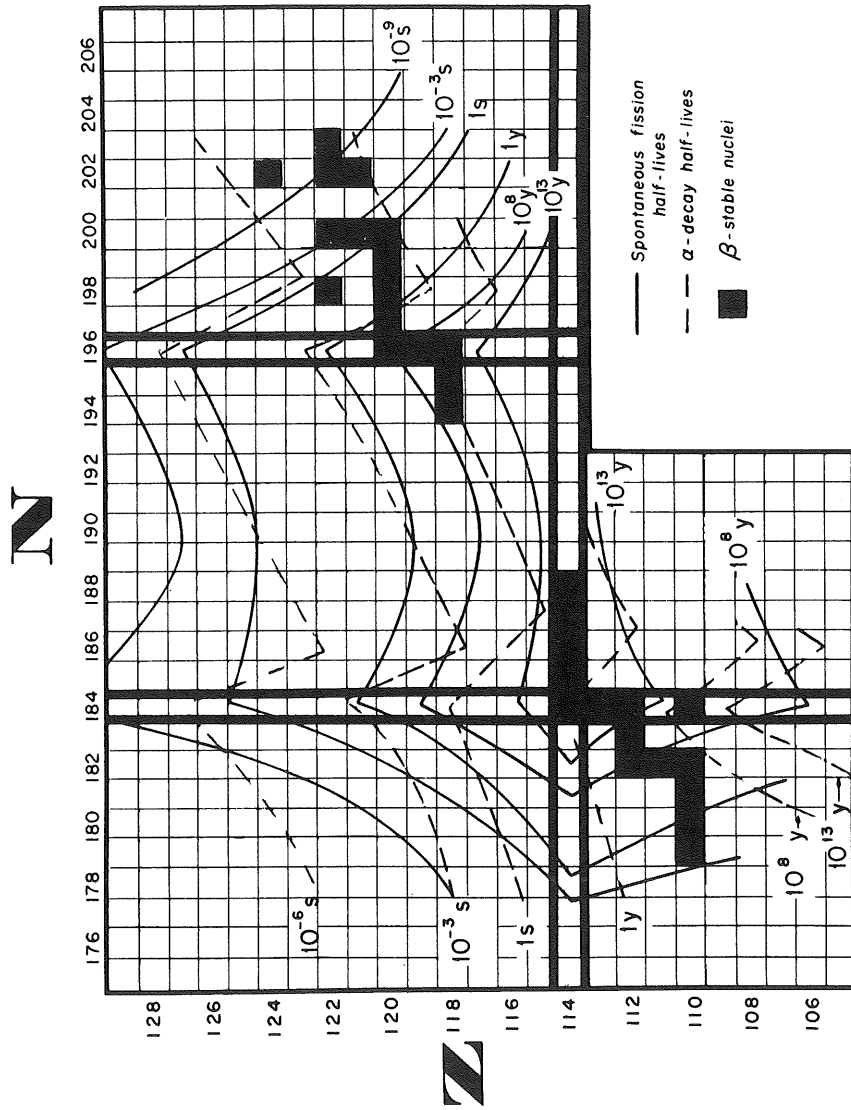 N
176 178 180 182 184 186 188 190 192 194 196 198 200 202 204 206
Z
128
126
124
122
120
118
116
114
112
110
108
106
10⁻⁹s
10⁻³s
1s
1y
10⁸y
10¹³y
10⁻⁶s
10⁻³s
1s
1y
10⁸ y→
10¹³ y→
10¹³y
10⁸y
Spontaneous fission
half-lives
α-decay half-lives
β-stable nuclei